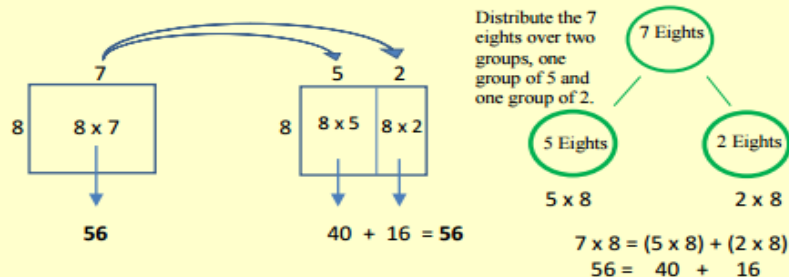 7
8
8 x 7
56
5 2
8
8 x 5 8 x 2
40 + 16 = 56
Distribute the 7
eights over two
groups, one
group of 5 and
one group of 2.
7 Eights
5 Eights 2 Eights
5 x 8 2 x 8
7 x 8 = (5 x 8) + (2 x 8)
56 = 40 + 16